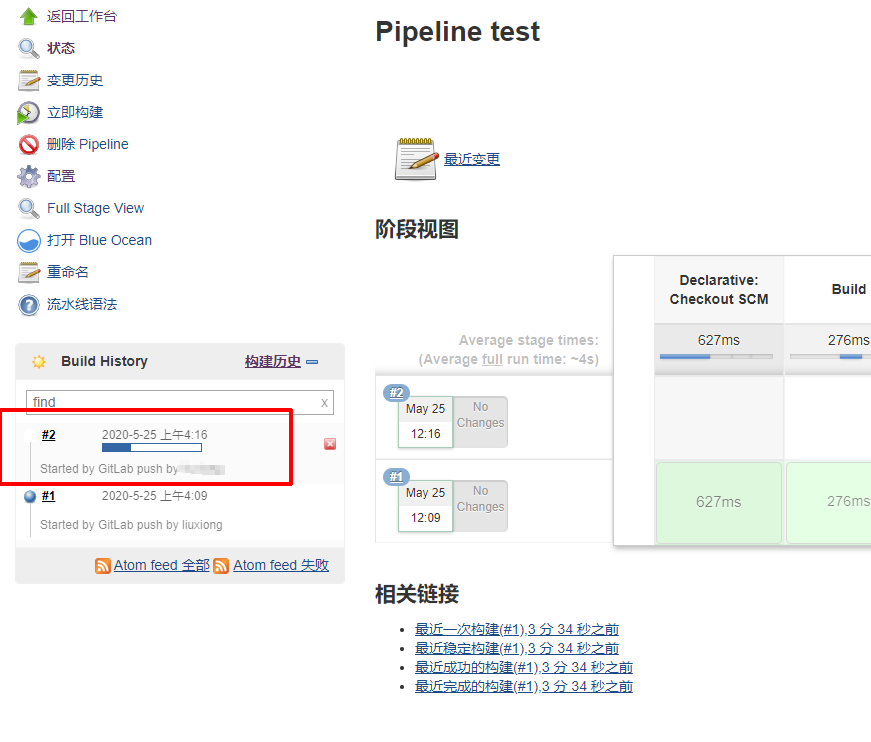 返回工作台
状态
变更历史
立即构建
删除 Pipeline
配置
Full Stage View
打开 Blue Ocean
重命名
流水线语法
Build History 构建历史
find x
#2 2020-5-25 上午4:16
Started by GitLab push by
#1 2020-5-25 上午4:09
Started by GitLab push by liuxiong
Atom feed 全部 Atom feed 失败
Pipeline test
最近变更
阶段视图
Declarative: Build
Checkout SCM
Average stage times: 627ms 276ms
(Average full run time: ~4s)
#2
May 25 No
12:16 Changes
#1
May 25 No
12:09 Changes
627ms 276ms
相关链接
最近一次构建(#1),3 分 34 秒之前
最近稳定构建(#1),3 分 34 秒之前
最近成功的构建(#1),3 分 34 秒之前
最近完成的构建(#1),3 分 34 秒之前